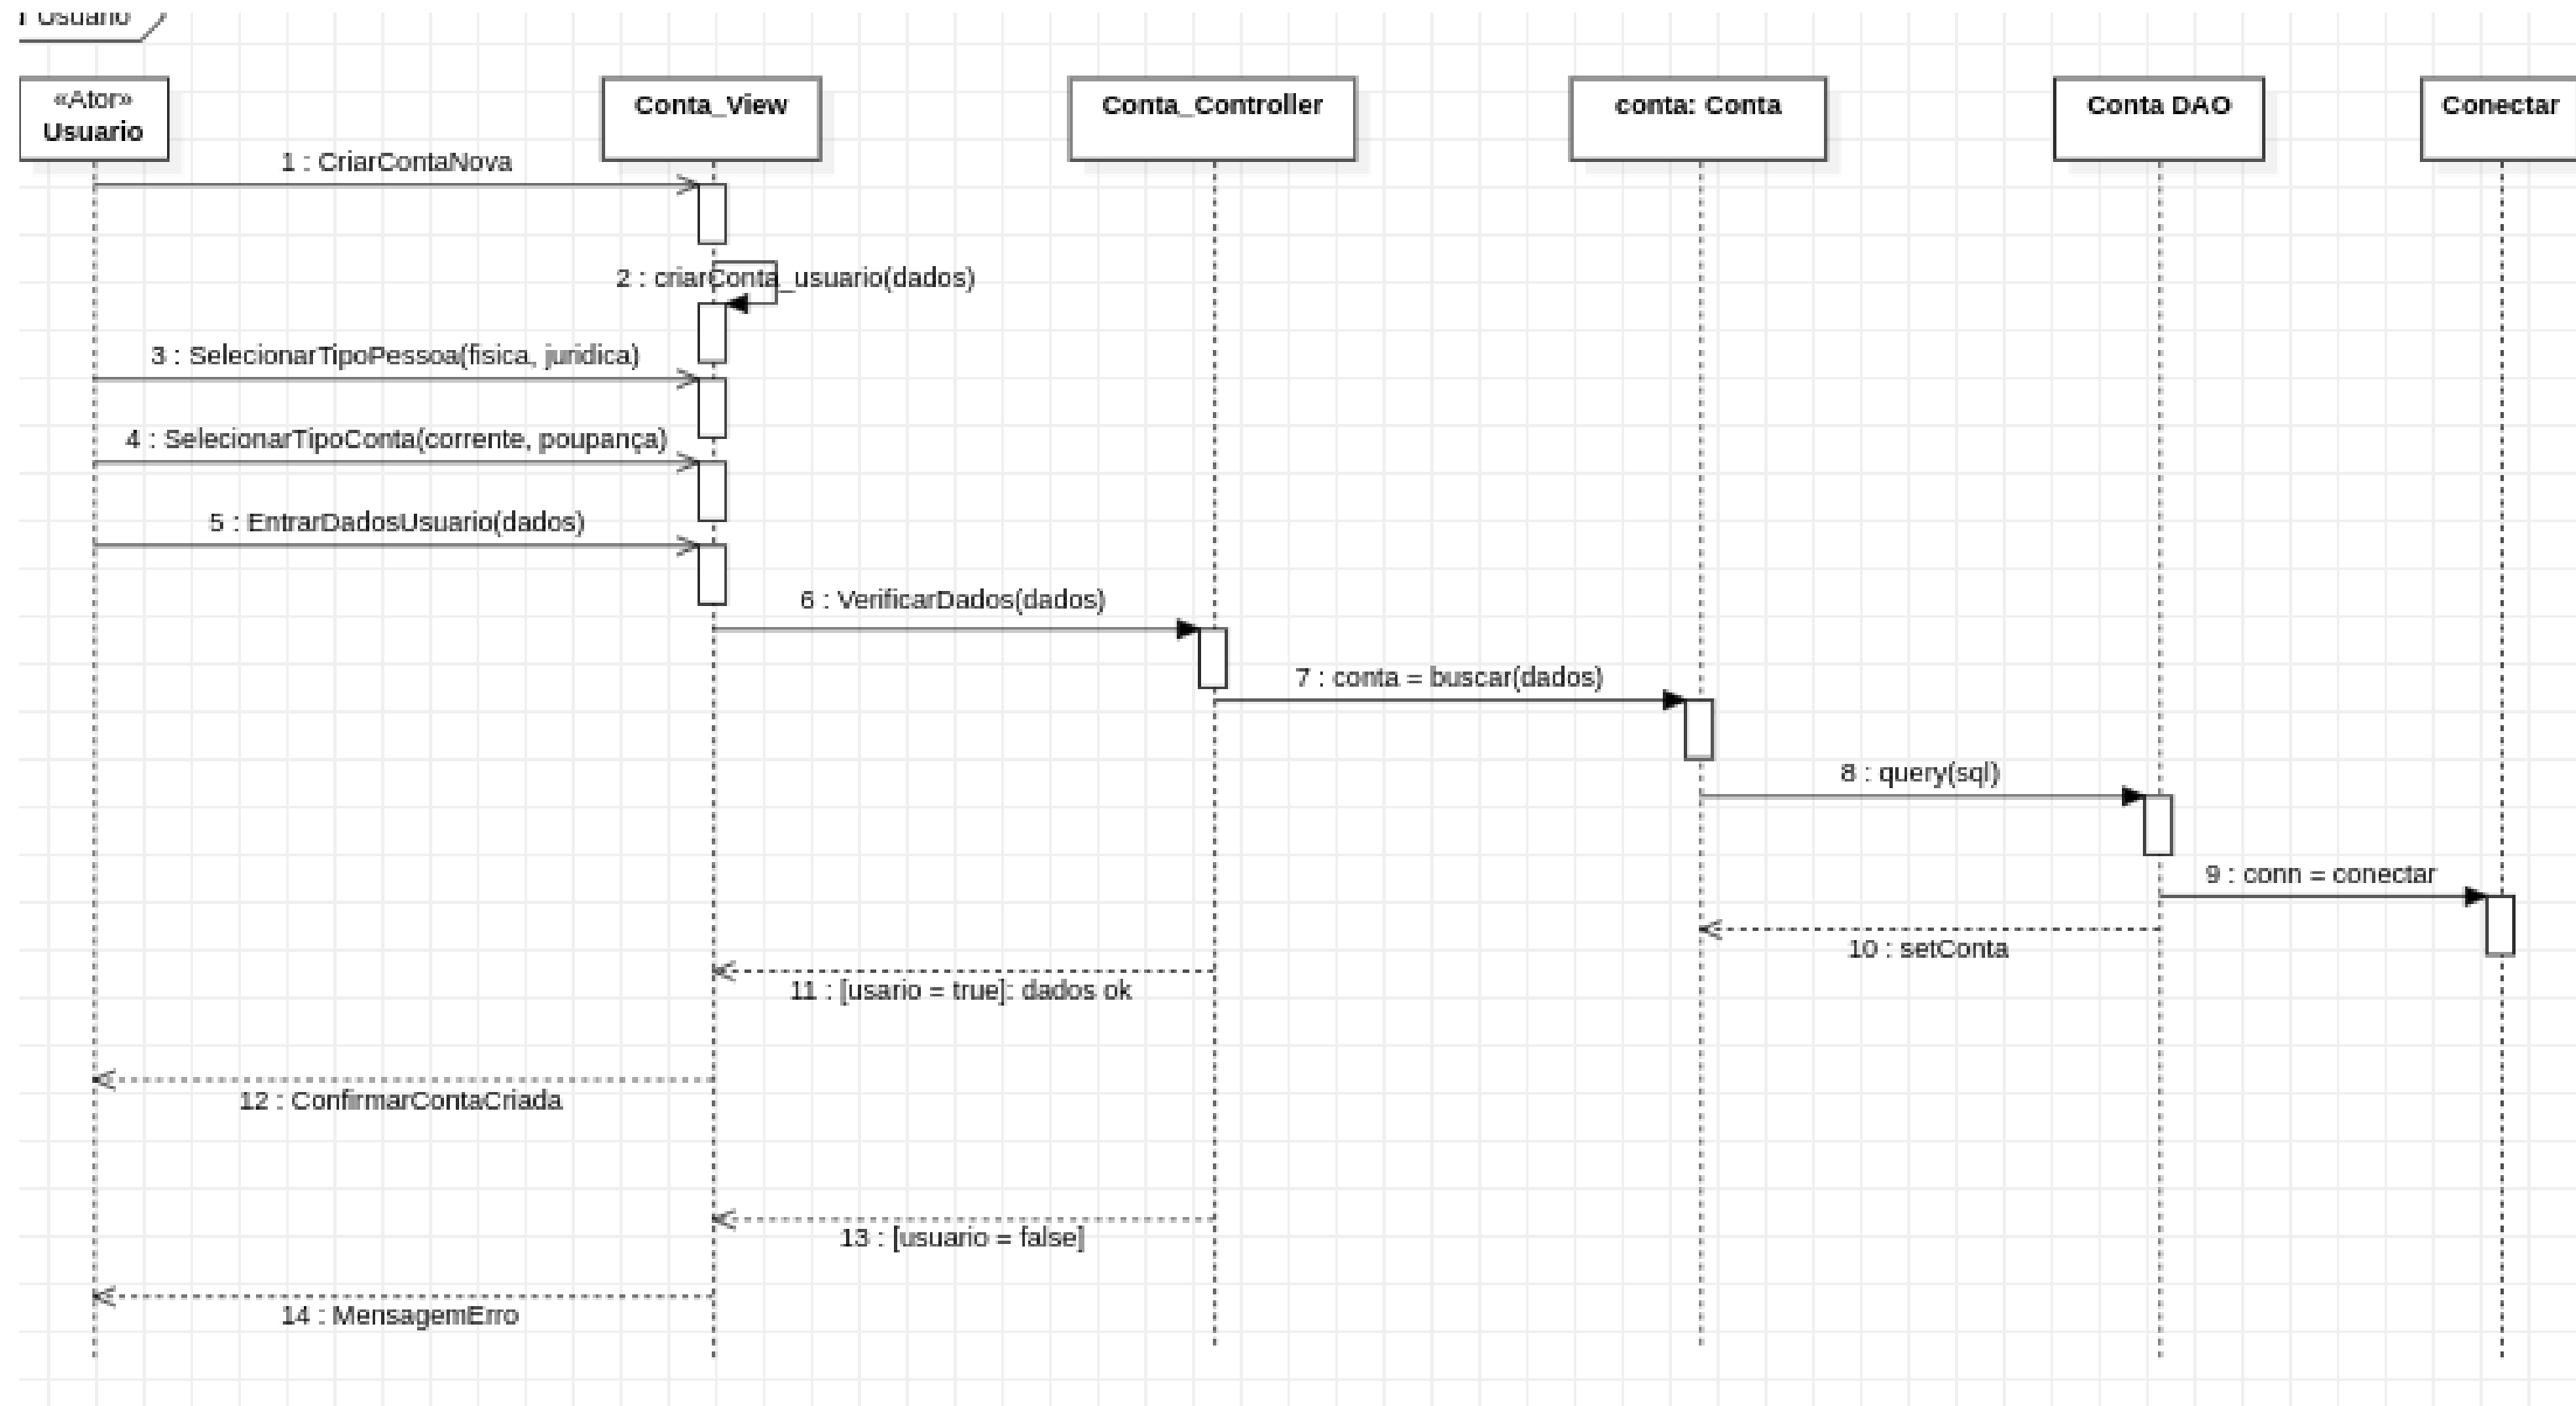 Usuario
«Ator»
Usuario
Conta_View
Conta_Controller
conta: Conta
Conta DAO
Conectar
1 : CriarContaNova
2 : criarConta_usuario(dados)
3 : SelecionarTipoPessoa(fisica, juridica)
4 : SelecionarTipoConta(corrente, poupança)
5 : EntrarDadosUsuario(dados)
6 : VerificarDados(dados)
7 : conta = buscar(dados)
8 : query(sql)
9 : conn = conectar
10 : setConta
11 : [usario = true]: dados ok
12 : ConfirmarContaCriada
13 : [usuario = false]
14 : MensagemErro